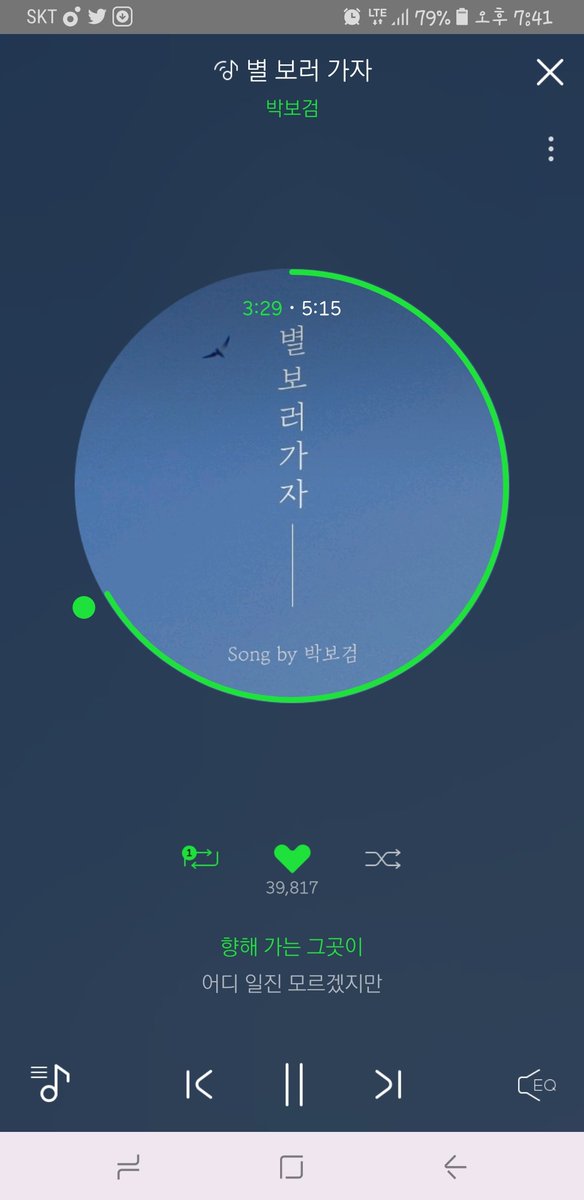 SKT LTE 79% 오후 7:41
별 보러 가자
박보검
3:29 · 5:15
별
보
러
가
자
Song by 박보검
1
39,817
향해 가는 그곳이
어디 일진 모르겠지만
EQ